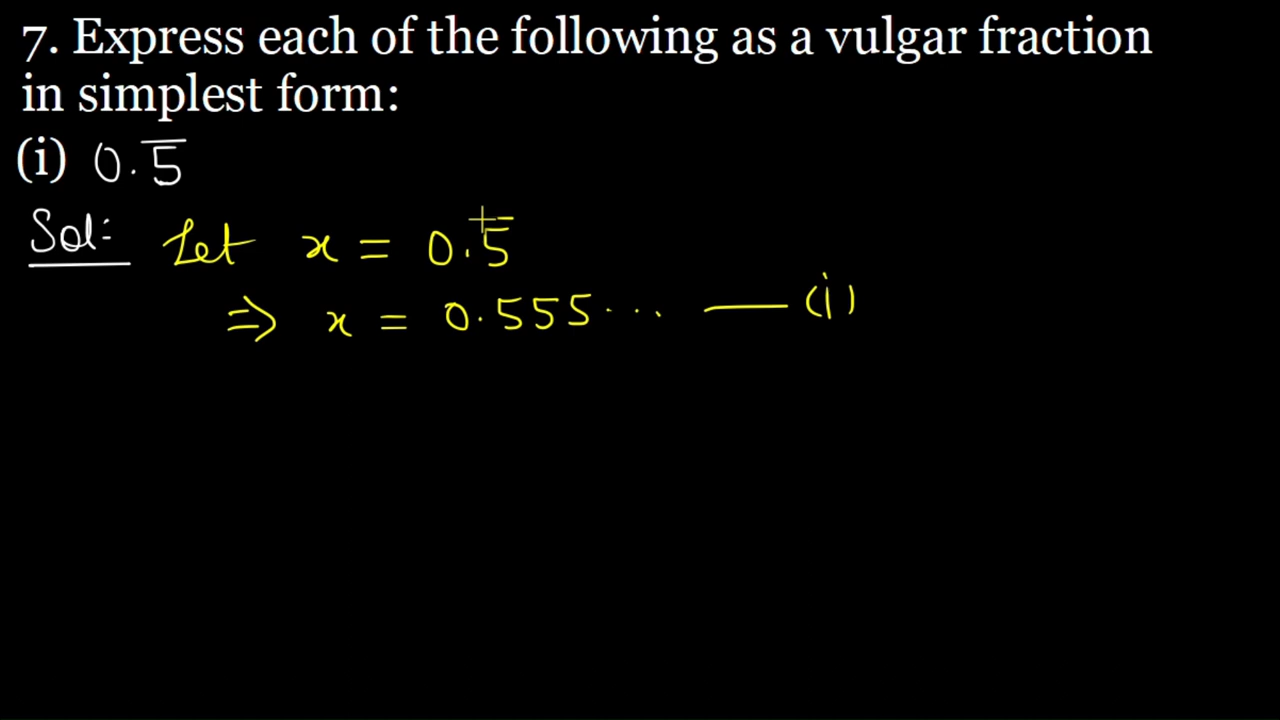 7. Express each of the following as a vulgar fraction
in simplest form:
(i) 0.5̅
Sol: Let x = 0.5̅
⇒ x = 0.555... — (i)